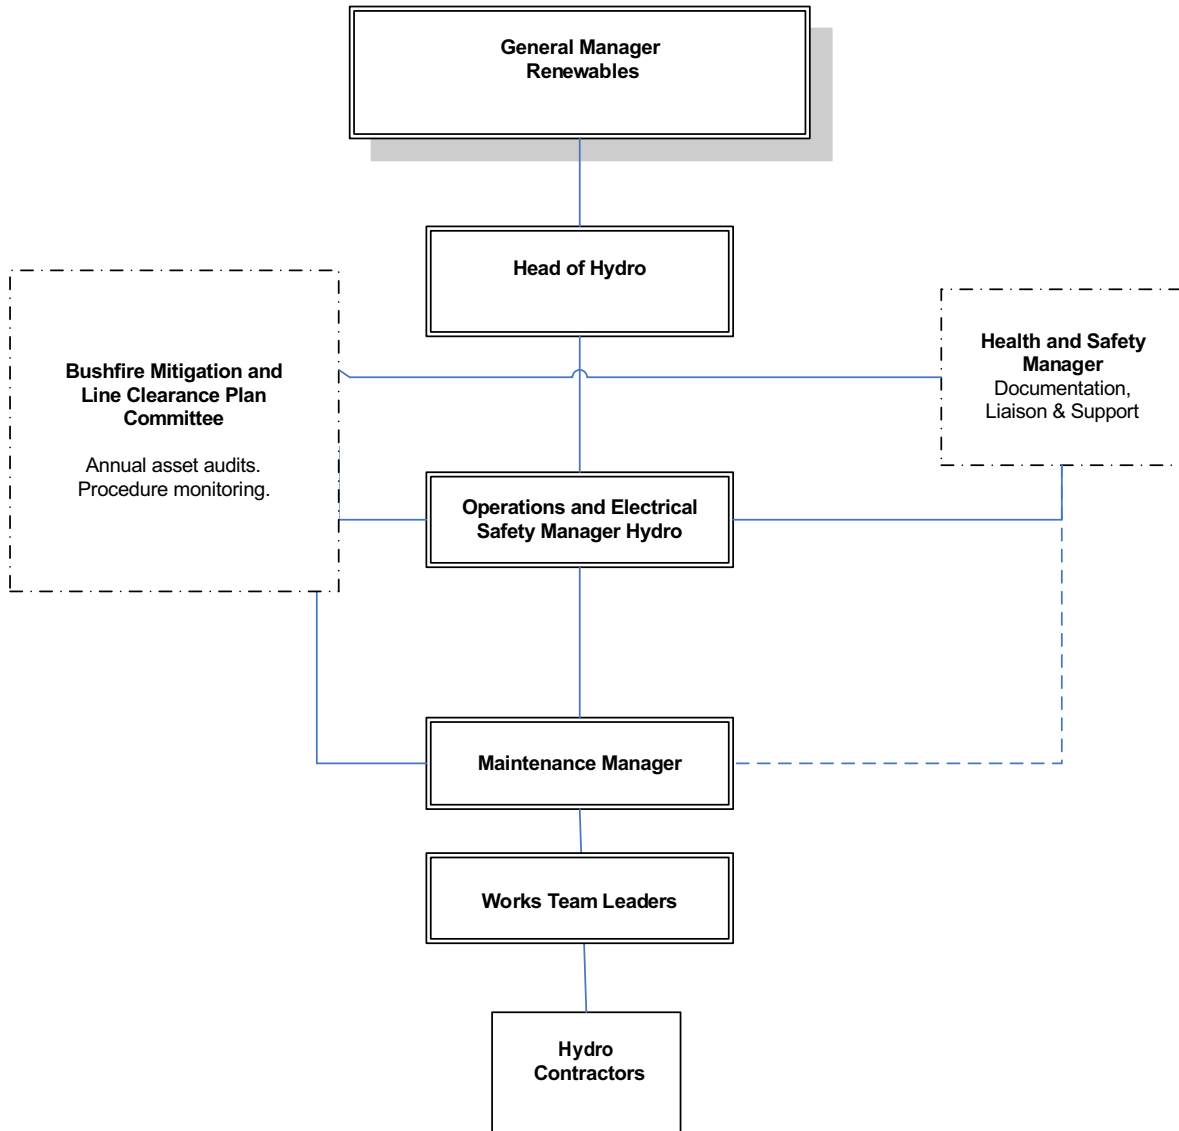 General Manager
Renewables
Head of Hydro
Bushfire Mitigation and
Line Clearance Plan
Committee
Annual asset audits.
Procedure monitoring.
Health and Safety
Manager
Documentation,
Liaison & Support
Operations and Electrical
Safety Manager Hydro
Maintenance Manager
Works Team Leaders
Hydro
Contractors